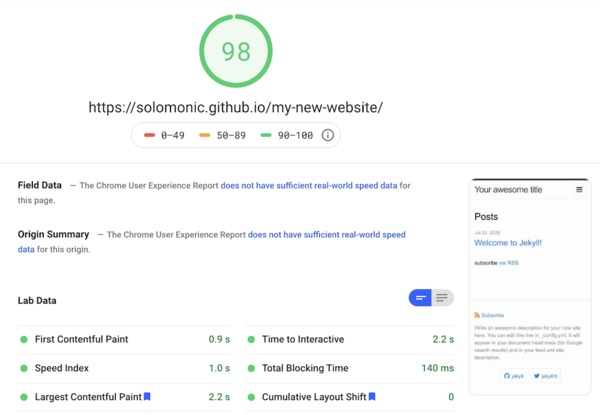 98
https://solomonic.github.io/my-new-website/
0–49 50–89 90–100
Field Data — The Chrome User Experience Report does not have sufficient real-world speed data for
this page.
Origin Summary — The Chrome User Experience Report does not have sufficient real-world speed
data for this origin.
Lab Data
First Contentful Paint 0.9 s
Time to Interactive 2.2 s
Speed Index 1.0 s
Total Blocking Time 140 ms
Largest Contentful Paint 2.2 s
Cumulative Layout Shift 0
Your awesome title
Posts
Jul 22, 2020
Welcome to Jekyll!
subscribe via RSS
Subscribe
Write an awesome description for your new site
here. You can edit this line in _config.yml. It will
appear in your document head meta (for Google
search results) and in your feed.xml site
description.
jekyll jekyllrb